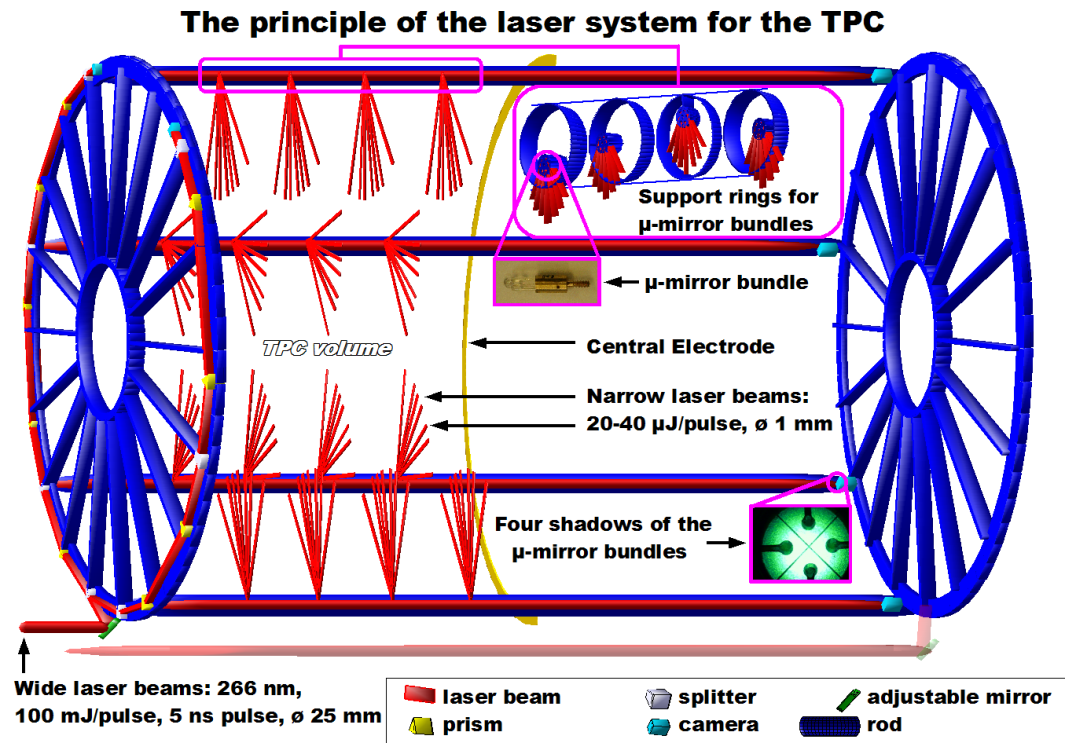 The principle of the laser system for the TPC
Support rings for
µ-mirror bundles
µ-mirror bundle
TPC volume
Central Electrode
Narrow laser beams:
20-40 µJ/pulse, ø 1 mm
Four shadows of the
µ-mirror bundles
Wide laser beams: 266 nm,
100 mJ/pulse, 5 ns pulse, ø 25 mm
laser beam
splitter
adjustable mirror
prism
camera
rod